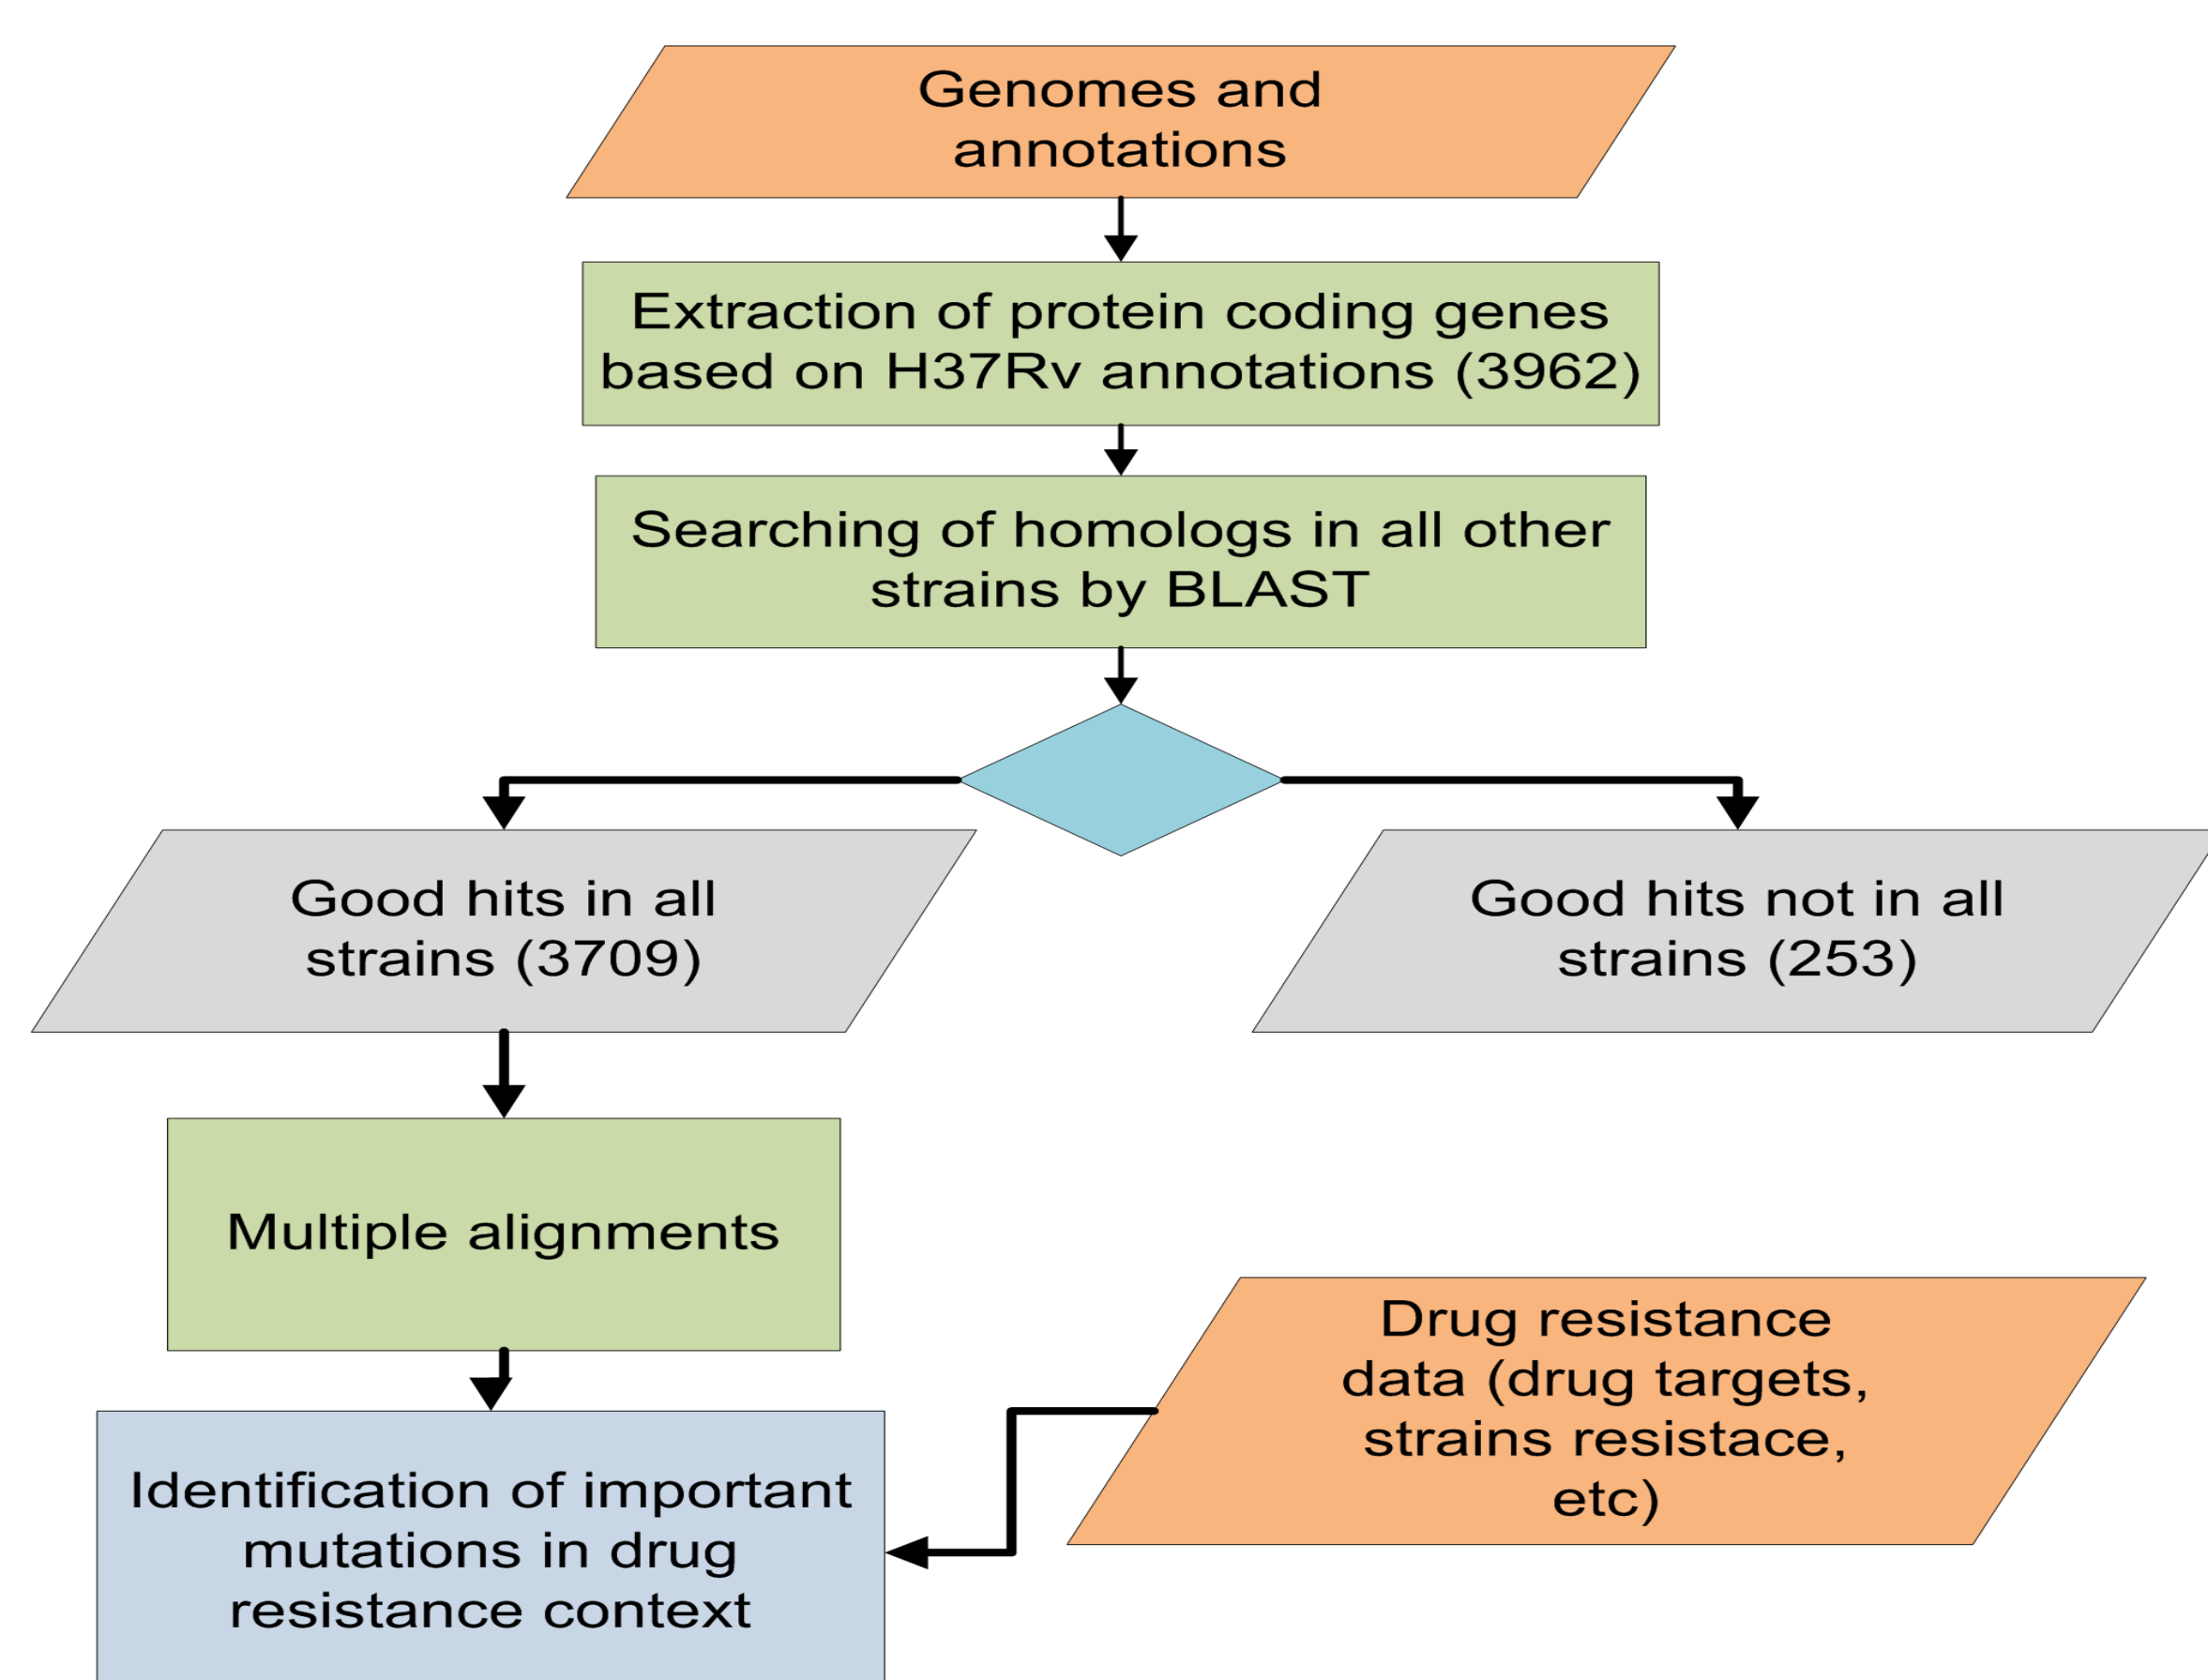 Genomes and
annotations
Extraction of protein coding genes
based on H37Rv annotations (3962)
Searching of homologs in all other
strains by BLAST
Good hits in all
strains (3709)
Good hits not in all
strains (253)
Multiple alignments
Drug resistance
data (drug targets,
strains resistace,
etc)
Identification of important
mutations in drug
resistance context